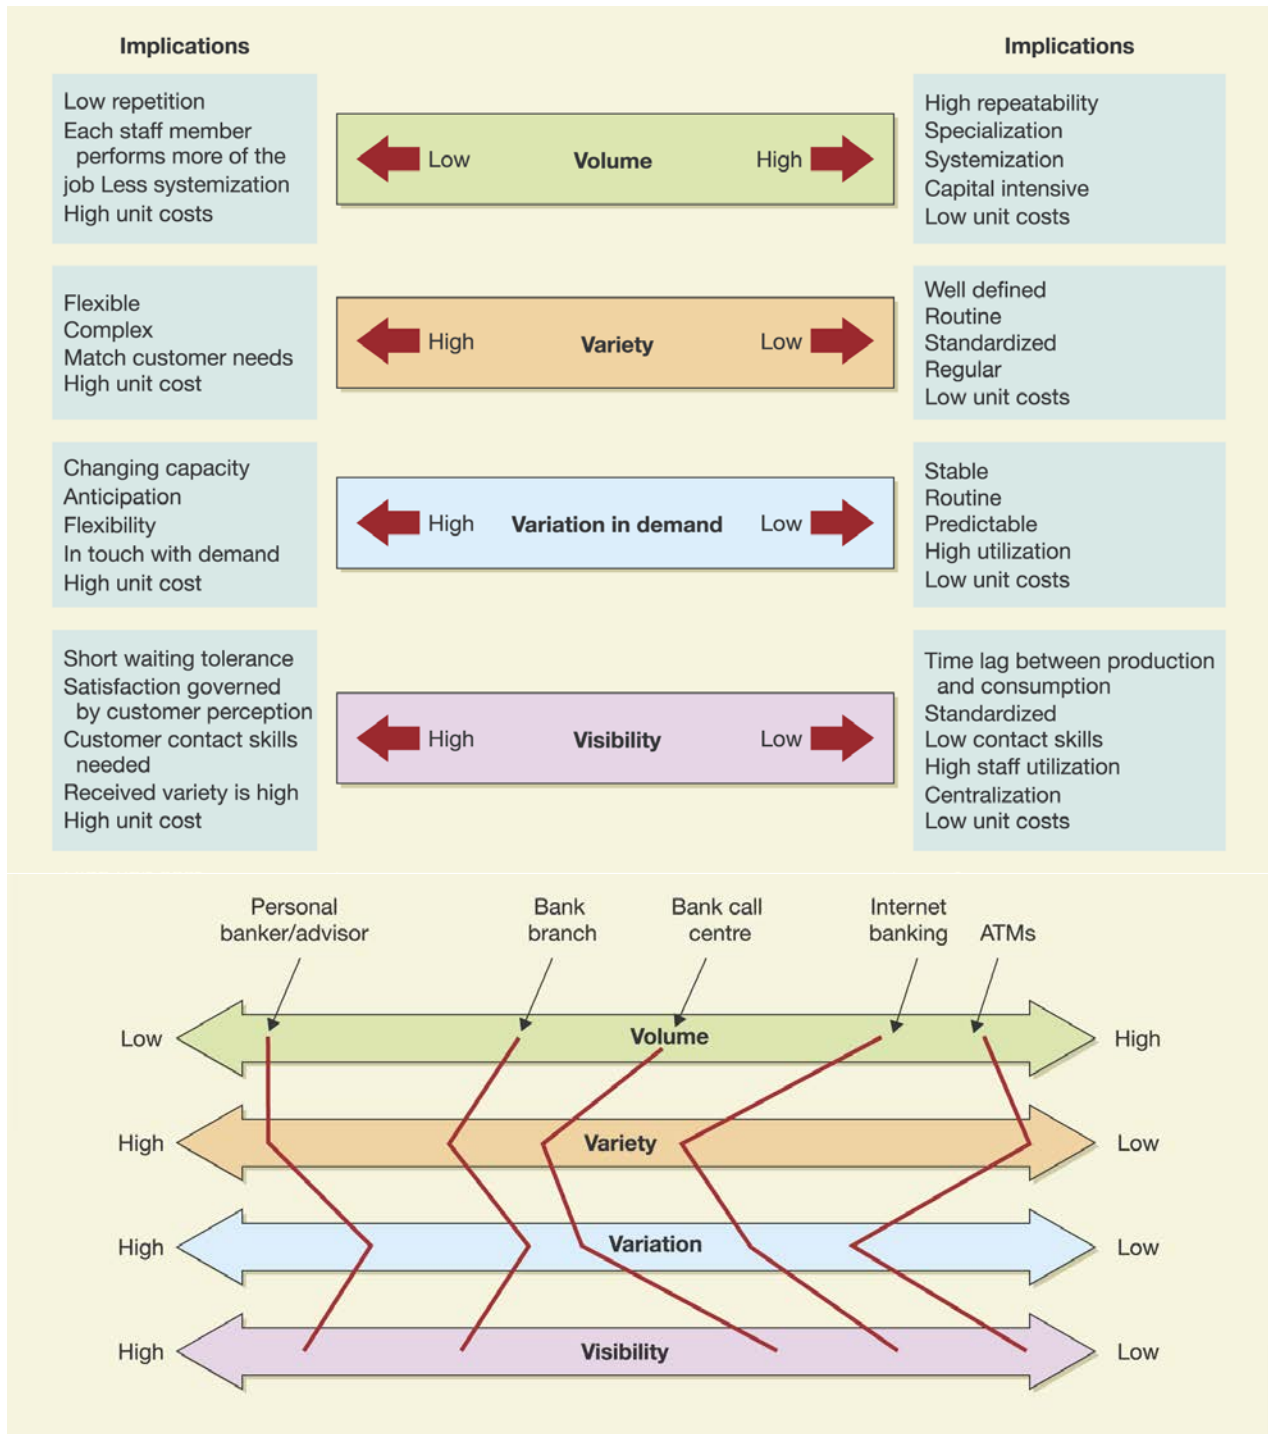 Implications
Implications
Low repetition
Each staff member
performs more of the
job Less systemization
High unit costs
Low
Volume
High
High repeatability
Specialization
Systemization
Capital intensive
Low unit costs
Flexible
Complex
Match customer needs
High unit cost
High
Variety
Low
Well defined
Routine
Standardized
Regular
Low unit costs
Changing capacity
Anticipation
Flexibility
In touch with demand
High unit cost
High
Variation in demand
Low
Stable
Routine
Predictable
High utilization
Low unit costs
Short waiting tolerance
Satisfaction governed
by customer perception
Customer contact skills
needed
Received variety is high
High unit cost
High
Visibility
Low
Time lag between production
and consumption
Standardized
Low contact skills
High staff utilization
Centralization
Low unit costs
Personal
banker/advisor
Bank
branch
Bank call
centre
Internet
banking
ATMs
Low
Volume
High
High
Variety
Low
High
Variation
Low
High
Visibility
Low